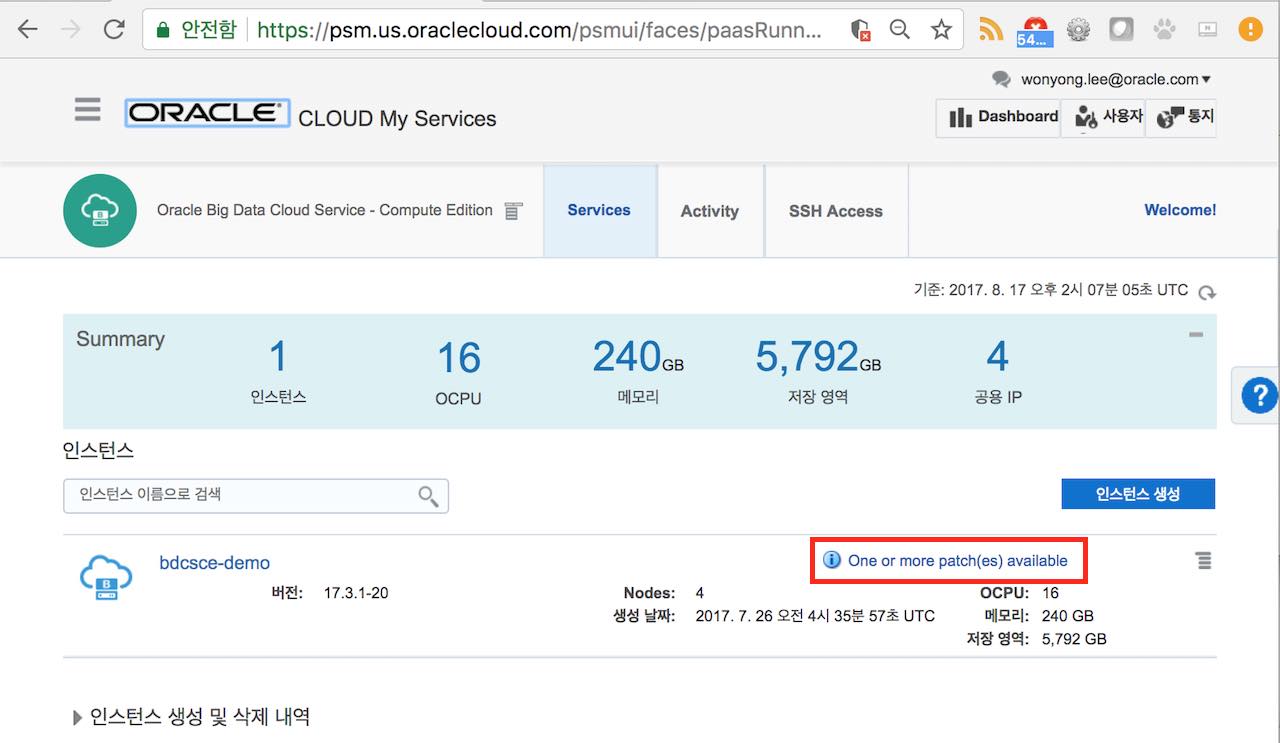 안전함 https://psm.us.oraclecloud.com/psmui/faces/paasRunn...
54...
wonyong.lee@oracle.com
ORACLE CLOUD My Services
Dashboard 사용자 통지
Oracle Big Data Cloud Service - Compute Edition Services Activity SSH Access Welcome!
기준: 2017. 8. 17 오후 2시 07분 05초 UTC
Summary
1 16 240GB 5,792GB 4
인스턴스 OCPU 메모리 저장 영역 공용 IP
?
인스턴스
인스턴스 이름으로 검색 인스턴스 생성
bdcsce-demo One or more patch(es) available
버전: 17.3.1-20 Nodes: 4 OCPU: 16
생성 날짜: 2017. 7. 26 오전 4시 35분 57초 UTC 메모리: 240 GB
저장 영역: 5,792 GB
인스턴스 생성 및 삭제 내역